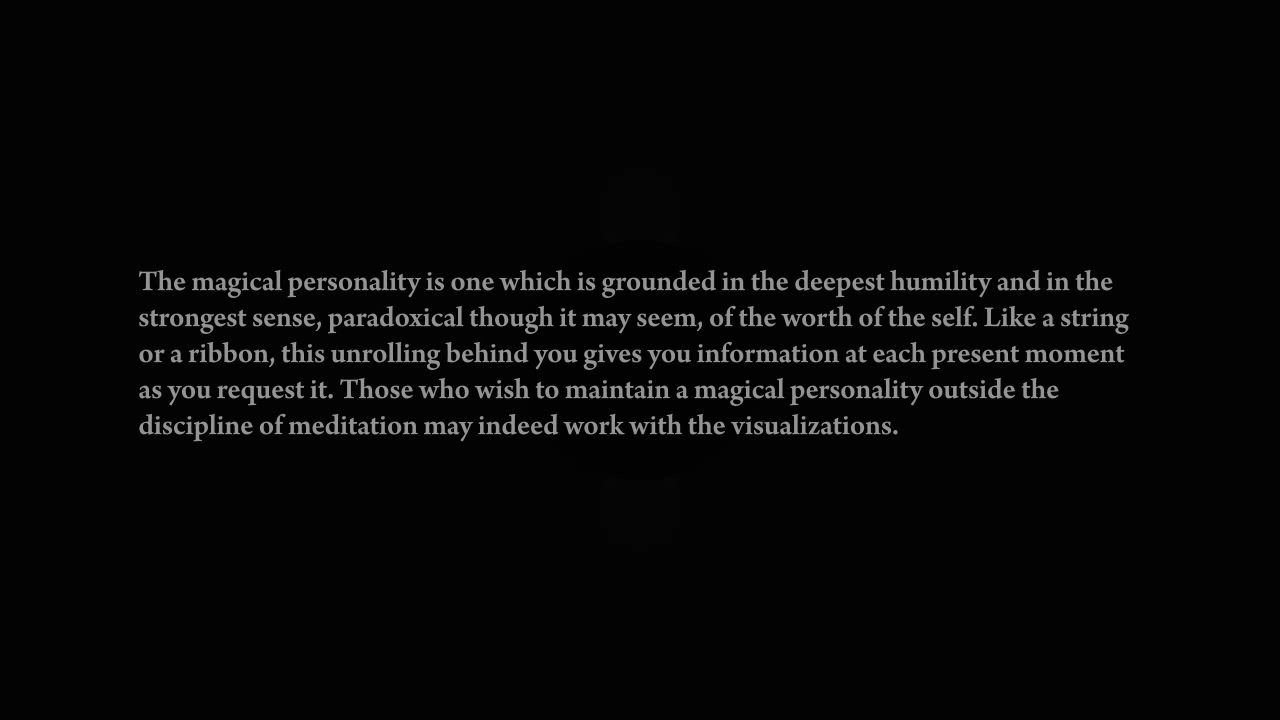 The magical personality is one which is grounded in the deepest humility and in the
strongest sense, paradoxical though it may seem, of the worth of the self. Like a string
or a ribbon, this unrolling behind you gives you information at each present moment
as you request it. Those who wish to maintain a magical personality outside the
discipline of meditation may indeed work with the visualizations.